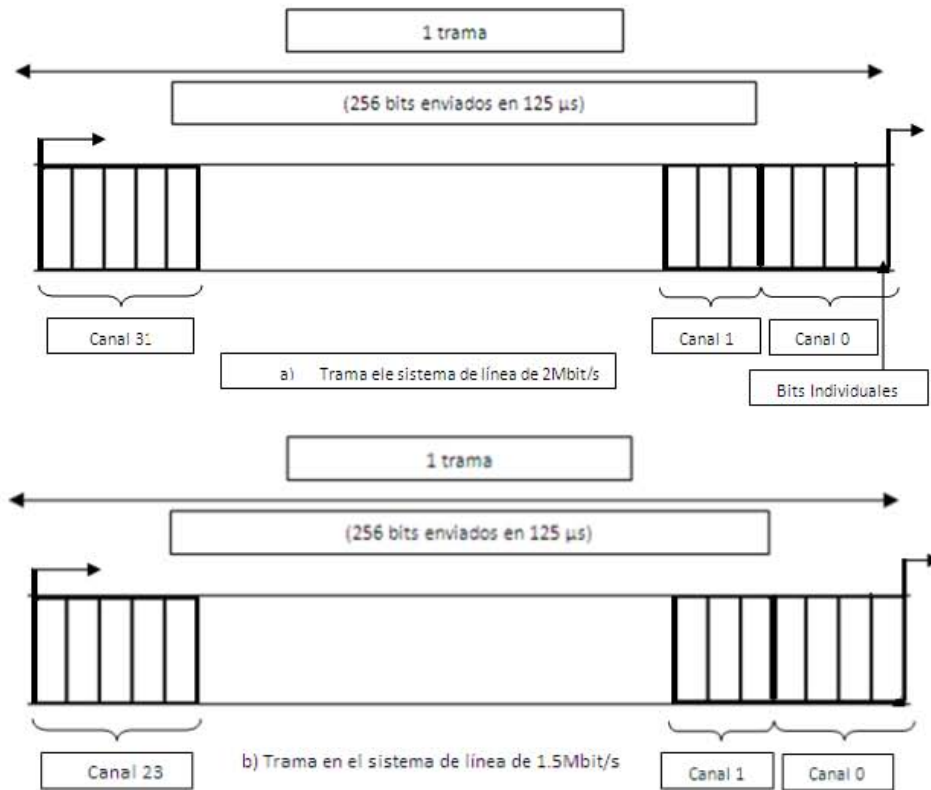 1 trama
(256 bits enviados en 125 µs)
Canal 31
Canal 1
Canal 0
a) Trama ele sistema de línea de 2Mbit/s
Bits Individuales
1 trama
(256 bits enviados en 125 µs)
Canal 23
b) Trama en el sistema de línea de 1.5Mbit/s
Canal 1
Canal 0